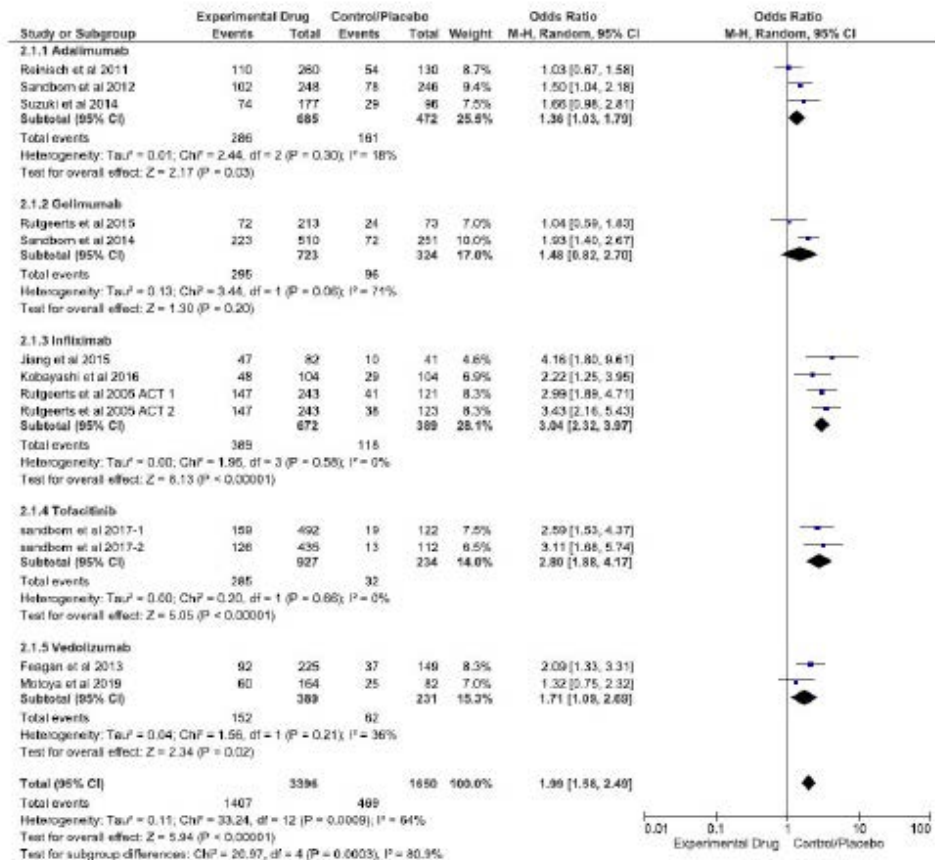 Experimental Drug Control/Placebo Odds Ratio Odds Ratio
Study or Subgroup Events Total Events Total Weight M-H, Random, 95% CI M-H, Random, 95% CI
2.1.1 Adalimumab
Reinisch et al 2011 110 260 54 130 8.7% 1.03 [0.67, 1.58]
Sandborn et al 2012 102 248 78 246 9.4% 1.50 [1.04, 2.18]
Suzuki et al 2014 74 177 29 96 7.5% 1.66 [0.98, 2.81]
Subtotal (95% CI) 685 472 25.5% 1.36 [1.03, 1.79]
Total events 286 161
Heterogeneity: Tau² = 0.01; Chi² = 2.44, df = 2 (P = 0.30); I² = 18%
Test for overall effect: Z = 2.17 (P = 0.03)
2.1.2 Golimumab
Rutgeerts et al 2015 72 213 24 73 7.0% 1.04 [0.59, 1.83]
Sandborn et al 2014 223 510 72 251 10.0% 1.93 [1.40, 2.67]
Subtotal (95% CI) 723 324 17.0% 1.48 [0.82, 2.70]
Total events 295 96
Heterogeneity: Tau² = 0.13; Chi² = 3.44, df = 1 (P = 0.06); I² = 71%
Test for overall effect: Z = 1.30 (P = 0.20)
2.1.3 Infliximab
Jiang et al 2015 47 82 10 41 4.6% 4.16 [1.80, 9.61]
Kobayashi et al 2016 48 104 29 104 6.9% 2.22 [1.25, 3.95]
Rutgeerts et al 2005 ACT 1 147 243 41 121 8.3% 2.99 [1.89, 4.71]
Rutgeerts et al 2005 ACT 2 147 243 38 123 8.3% 3.43 [2.16, 5.43]
Subtotal (95% CI) 672 389 28.1% 3.04 [2.32, 3.97]
Total events 389 118
Heterogeneity: Tau² = 0.00; Chi² = 1.95, df = 3 (P = 0.58); I² = 0%
Test for overall effect: Z = 8.13 (P < 0.00001)
2.1.4 Tofacitinib
sandborn et al 2017-1 159 492 19 122 7.5% 2.59 [1.53, 4.37]
sandborn et al 2017-2 126 435 13 112 6.5% 3.11 [1.68, 5.74]
Subtotal (95% CI) 927 234 14.0% 2.80 [1.88, 4.17]
Total events 285 32
Heterogeneity: Tau² = 0.00; Chi² = 0.20, df = 1 (P = 0.66); I² = 0%
Test for overall effect: Z = 5.05 (P < 0.00001)
2.1.5 Vedolizumab
Feagan et al 2013 92 225 37 149 8.3% 2.09 [1.33, 3.31]
Motoya et al 2019 60 164 25 82 7.0% 1.32 [0.75, 2.32]
Subtotal (95% CI) 389 231 15.3% 1.71 [1.09, 2.69]
Total events 152 62
Heterogeneity: Tau² = 0.04; Chi² = 1.56, df = 1 (P = 0.21); I² = 36%
Test for overall effect: Z = 2.34 (P = 0.02)
Total (95% CI) 3396 1650 100.0% 1.99 [1.58, 2.49]
Total events 1407 469
Heterogeneity: Tau² = 0.11; Chi² = 33.24, df = 12 (P = 0.0009); I² = 64%
Test for overall effect: Z = 5.94 (P < 0.00001)
Test for subgroup differences: Chi² = 20.97, df = 4 (P = 0.0003), I² = 80.9%
0.01 0.1 1 10 100
Experimental Drug Control/Placebo